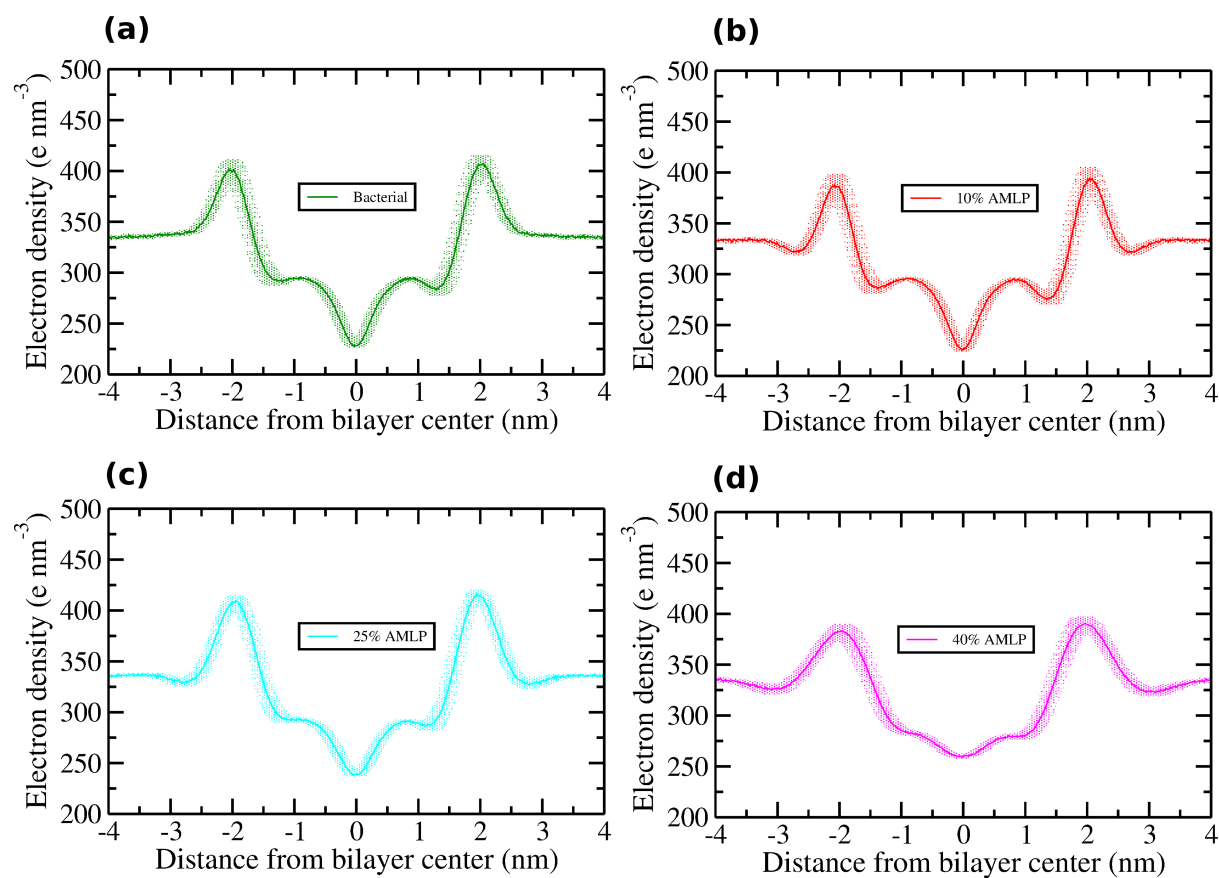 (a)
Electron density (e nm-3)
500
450
400
350
300
250
200
Bacterial
-4 -3 -2 -1 0 1 2 3 4
Distance from bilayer center (nm)
(b)
Electron density (e nm-3)
500
450
400
350
300
250
200
10% AMLP
-4 -3 -2 -1 0 1 2 3 4
Distance from bilayer center (nm)
(c)
Electron density (e nm-3)
500
450
400
350
300
250
200
25% AMLP
-4 -3 -2 -1 0 1 2 3 4
Distance from bilayer center (nm)
(d)
Electron density (e nm-3)
500
450
400
350
300
250
200
40% AMLP
-4 -3 -2 -1 0 1 2 3 4
Distance from bilayer center (nm)